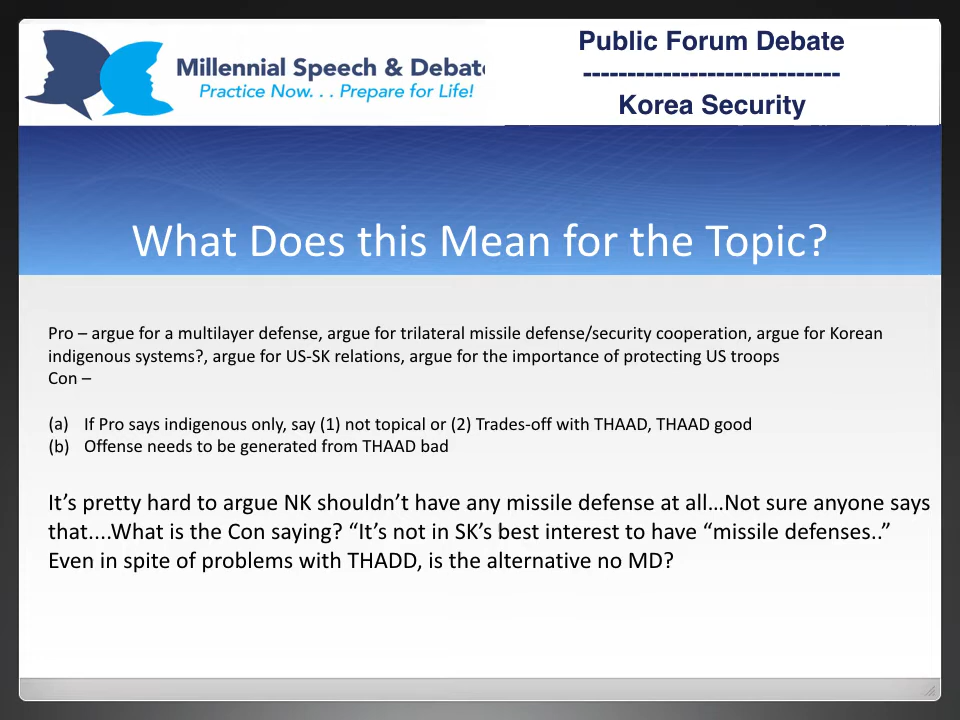 Millennial Speech & Debate
Practice Now. . . Prepare for Life!
Public Forum Debate
-----------------------------
Korea Security
What Does this Mean for the Topic?
Pro – argue for a multilayer defense, argue for trilateral missile defense/security cooperation, argue for Korean
indigenous systems?, argue for US-SK relations, argue for the importance of protecting US troops
Con –
(a) If Pro says indigenous only, say (1) not topical or (2) Trades-off with THAAD, THAAD good
(b) Offense needs to be generated from THAAD bad
It’s pretty hard to argue NK shouldn’t have any missile defense at all…Not sure anyone says
that....What is the Con saying? “It’s not in SK’s best interest to have “missile defenses..”
Even in spite of problems with THADD, is the alternative no MD?